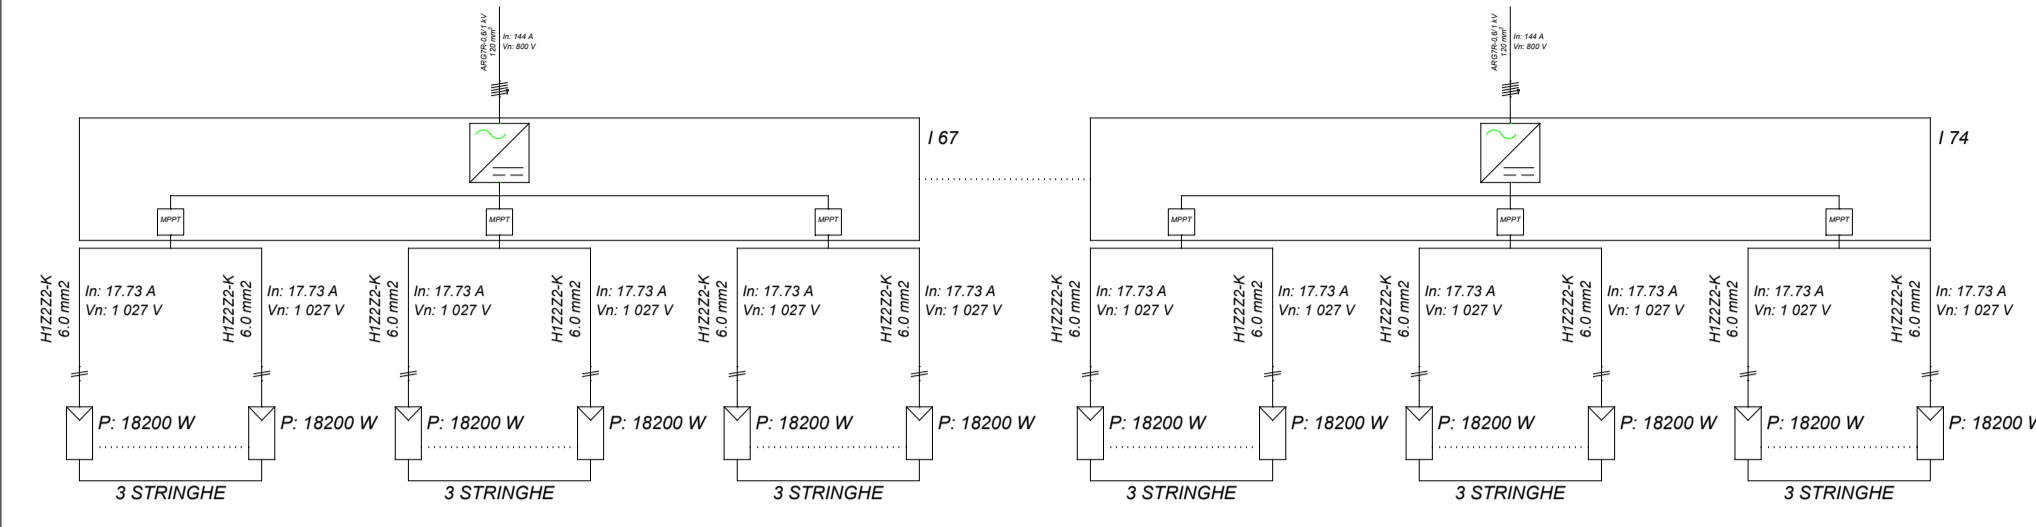 ARG7R-0,6/1 kV
120 mm²
In: 144 A
Vn: 800 V
ARG7R-0,6/1 kV
120 mm²
In: 144 A
Vn: 800 V
I 67
I 74
MPPT
MPPT
MPPT
MPPT
MPPT
MPPT
H1Z2Z2-K
6.0 mm2
In: 17.73 A
Vn: 1 027 V
H1Z2Z2-K
6.0 mm2
In: 17.73 A
Vn: 1 027 V
H1Z2Z2-K
6.0 mm2
In: 17.73 A
Vn: 1 027 V
H1Z2Z2-K
6.0 mm2
In: 17.73 A
Vn: 1 027 V
H1Z2Z2-K
6.0 mm2
In: 17.73 A
Vn: 1 027 V
H1Z2Z2-K
6.0 mm2
In: 17.73 A
Vn: 1 027 V
H1Z2Z2-K
6.0 mm2
In: 17.73 A
Vn: 1 027 V
H1Z2Z2-K
6.0 mm2
In: 17.73 A
Vn: 1 027 V
H1Z2Z2-K
6.0 mm2
In: 17.73 A
Vn: 1 027 V
H1Z2Z2-K
6.0 mm2
In: 17.73 A
Vn: 1 027 V
H1Z2Z2-K
6.0 mm2
In: 17.73 A
Vn: 1 027 V
H1Z2Z2-K
6.0 mm2
In: 17.73 A
Vn: 1 027 V
P: 18200 W
P: 18200 W
P: 18200 W
P: 18200 W
P: 18200 W
P: 18200 W
P: 18200 W
P: 18200 W
P: 18200 W
P: 18200 W
P: 18200 W
P: 18200 W
3 STRINGHE
3 STRINGHE
3 STRINGHE
3 STRINGHE
3 STRINGHE
3 STRINGHE